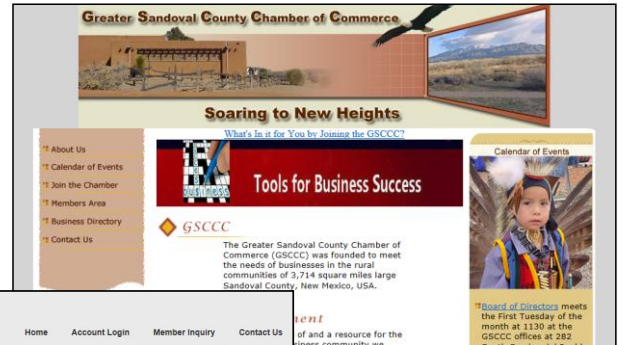 Greater Sandoval County Chamber of Commerce
Soaring to New Heights
What's In it for You by Joining the GSCCC?
About Us
Calendar of Events
Join the Chamber
Members Area
Business Directory
Contact Us
BUSINESS
Tools for Business Success
GSCCC
The Greater Sandoval County Chamber of
Commerce (GSCCC) was founded to meet
the needs of businesses in the rural
communities of 3,714 square miles large
Sandoval County, New Mexico, USA.
of and a resource for the
Calendar of Events
Board of Directors meets
the First Tuesday of the
month at 1130 at the
GSCCC offices at 282
Home Account Login Member Inquiry Contact Us